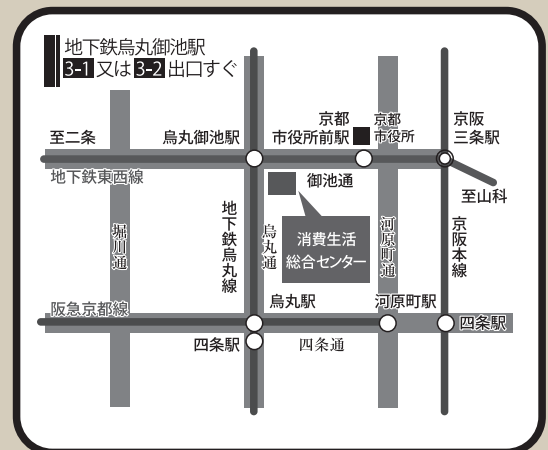 地下鉄烏丸御池駅
3-1 又は 3-2 出口すぐ
至二条
烏丸御池駅
京都
市役所前駅
京都
市役所
京阪
三条駅
地下鉄東西線
御池通
至山科
堀川通
地下鉄烏丸線
烏丸通
消費生活
総合センター
河原町通
京阪本線
阪急京都線
烏丸駅
河原町駅
四条駅
四条駅
四条通